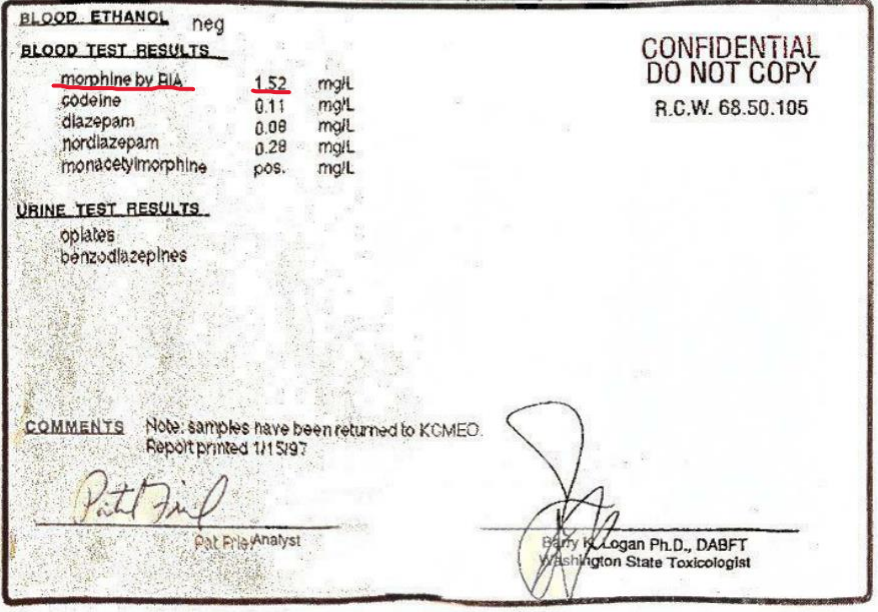 BLOOD ETHANOL neg
BLOOD TEST RESULTS
morphine by RIA 1.52 mg/L
codeine 0.11 mg/L
diazepam 0.08 mg/L
nordiazepam 0.28 mg/L
monacetylmorphine pos. mg/L
CONFIDENTIAL
DO NOT COPY
R.C.W. 68.50.105
URINE TEST RESULTS
opiates
benzodiazepines
COMMENTS Note: samples have been returned to KCMEO.
Report printed 1/15/97
Pat Friel Analyst
Barry K. Logan Ph.D., DABFT
Washington State Toxicologist